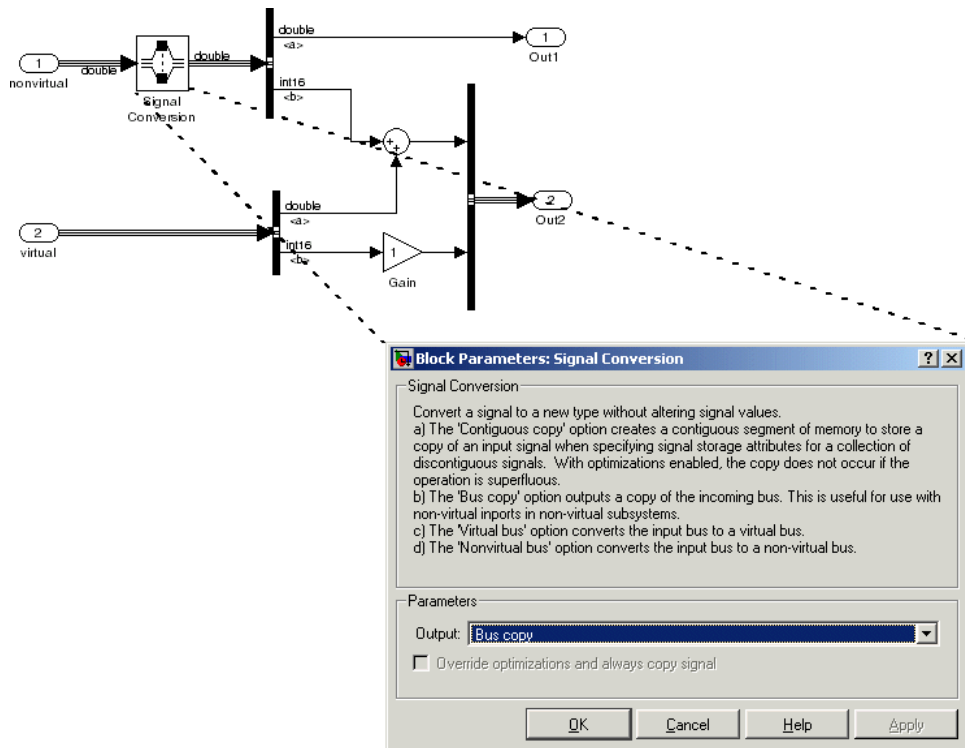 double
<a>
1
Out1
1
nonvirtual
double
double
Signal
Conversion
int16
<b>
+
+
double
<a>
2
Out2
2
virtual
int16
<b>
1
Gain
Block Parameters: Signal Conversion
Signal Conversion
Convert a signal to a new type without altering signal values.
a) The 'Contiguous copy' option creates a contiguous segment of memory to store a
copy of an input signal when specifying signal storage attributes for a collection of
discontiguous signals.  With optimizations enabled, the copy does not occur if the
operation is superfluous.
b) The 'Bus copy' option outputs a copy of the incoming bus. This is useful for use with
non-virtual inports in non-virtual subsystems.
c) The 'Virtual bus' option converts the input bus to a virtual bus.
d) The 'Nonvirtual bus' option converts the input bus to a non-virtual bus.
Parameters
Output: Bus copy
Override optimizations and always copy signal
OK Cancel Help Apply